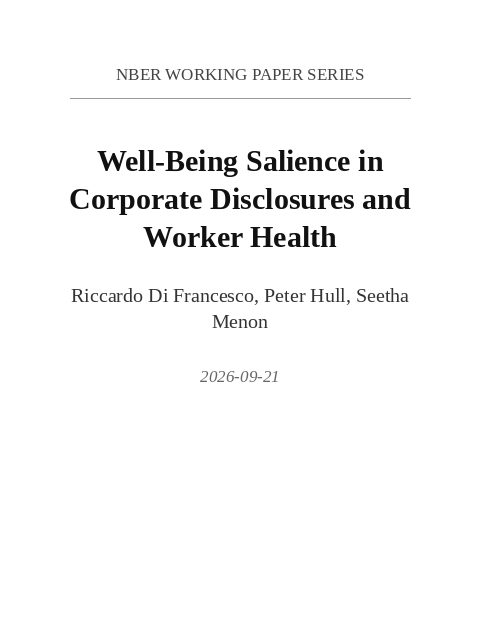 NBER WORKING PAPER SERIES
Well-Being Salience in
Corporate Disclosures and
Worker Health
Riccardo Di Francesco, Peter Hull, Seetha
Menon
2026-09-21